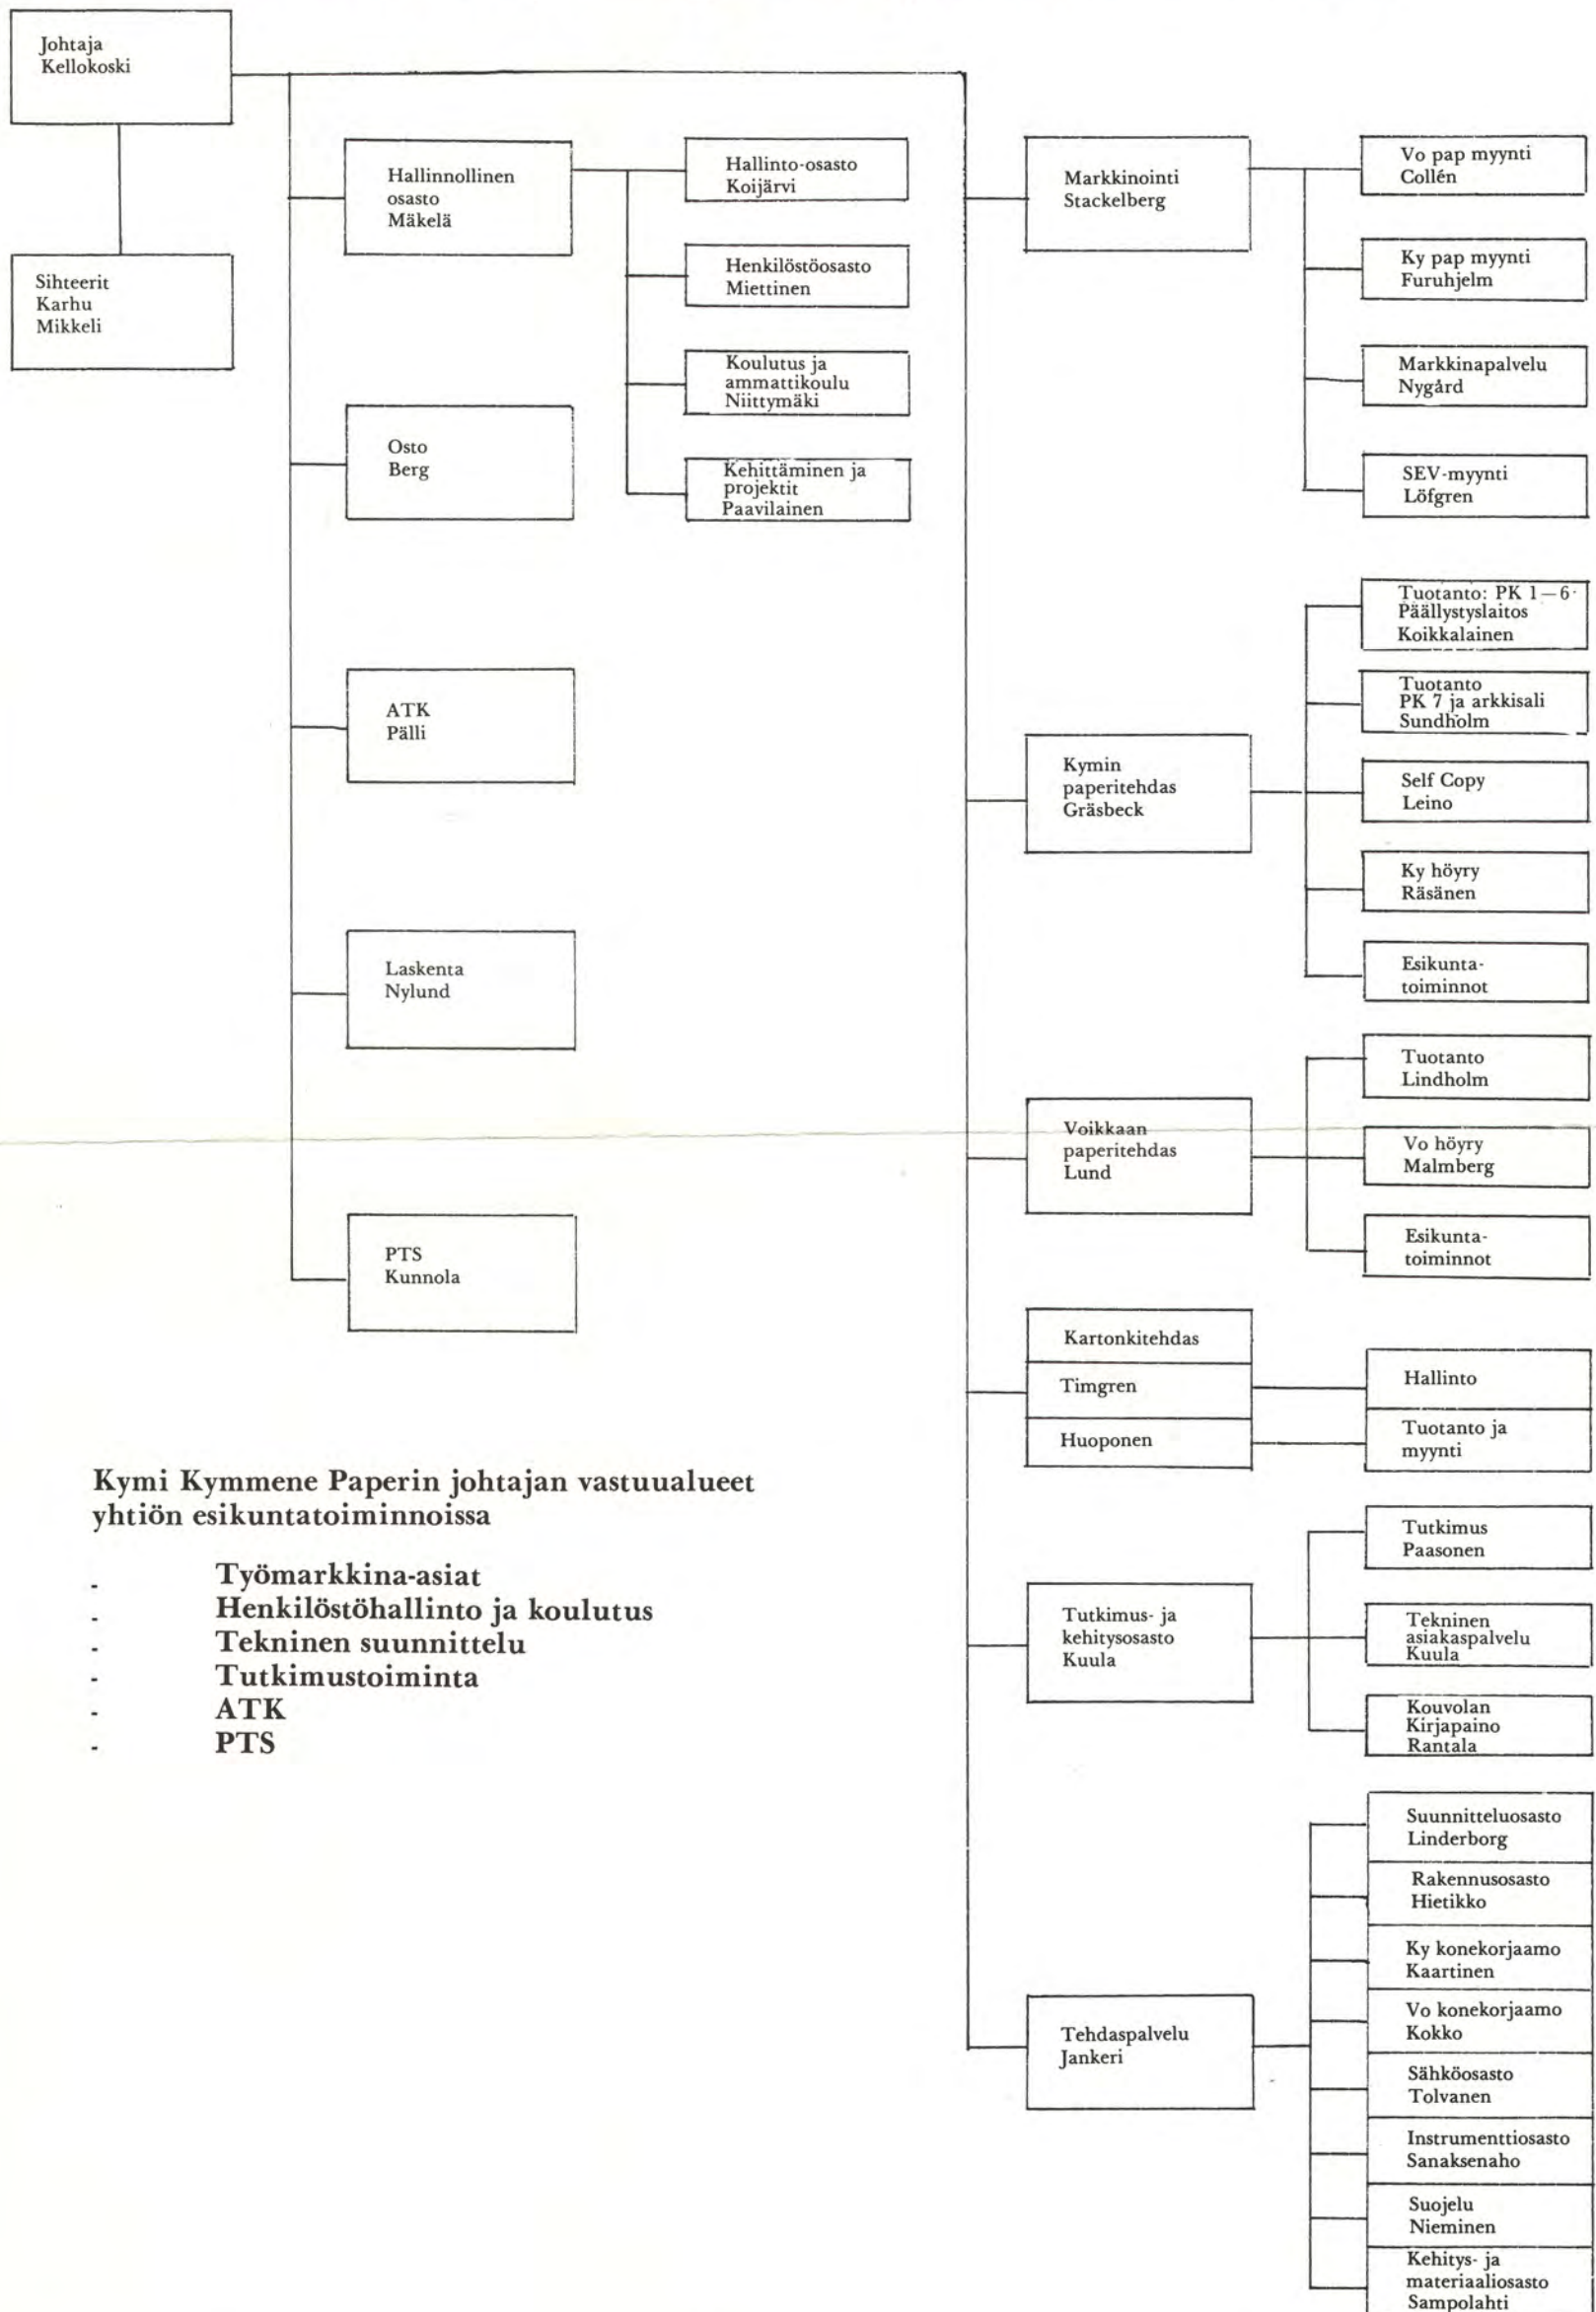 Johtaja
Kellokoski
Sihteerit
Karhu
Mikkeli
Hallinnollinen
osasto
Mäkelä
Hallinto-osasto
Koijärvi
Henkilöstöosasto
Miettinen
Koulutus ja
ammattikoulu
Niittymäki
Kehittäminen ja
projektit
Paavilainen
Osto
Berg
ATK
Pälli
Laskenta
Nylund
PTS
Kunnola
Markkinointi
Stackelberg
Vo pap myynti
Collén
Ky pap myynti
Furuhjelm
Markkinapalvelu
Nygård
SEV-myynti
Löfgren
Kymin
paperitehdas
Gräsbeck
Tuotanto: PK 1—6
Päällystyslaitos
Koikkalainen
Tuotanto
PK 7 ja arkkisali
Sundholm
Self Copy
Leino
Ky höyry
Räsänen
Esikunta-
toiminnot
Voikkaan
paperitehdas
Lund
Tuotanto
Lindholm
Vo höyry
Malmberg
Esikunta-
toiminnot
Kartonkitehdas
Timgren
Huoponen
Hallinto
Tuotanto ja
myynti
Tutkimus- ja
kehitysosasto
Kuula
Tutkimus
Paasonen
Tekninen
asiakaspalvelu
Kuula
Kouvolan
Kirjapaino
Rantala
Tehdaspalvelu
Jankeri
Suunnitteluosasto
Linderborg
Rakennusosasto
Hietikko
Ky konekorjaamo
Kaartinen
Vo konekorjaamo
Kokko
Sähköosasto
Tolvanen
Instrumenttiosasto
Sanaksenaho
Suojelu
Nieminen
Kehitys- ja
materiaaliosasto
Sampolahti
Kymi Kymmene Paperin johtajan vastuualueet
yhtiön esikuntatoiminnoissa
- Työmarkkina-asiat
- Henkilöstöhallinto ja koulutus
- Tekninen suunnittelu
- Tutkimustoiminta
- ATK
- PTS